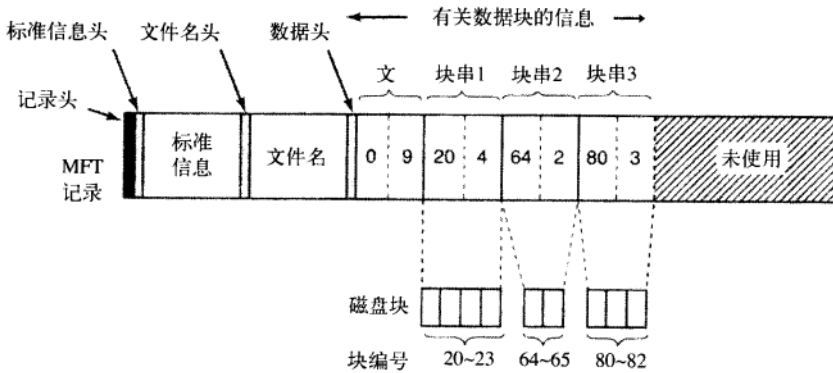 有关数据块的信息
标准信息头 文件名头 数据头
文 块串1 块串2 块串3
记录头
MFT
记录
标准
信息
文件名
0 9 20 4 64 2 80 3
未使用
磁盘块
块编号 20~23 64~65 80~82